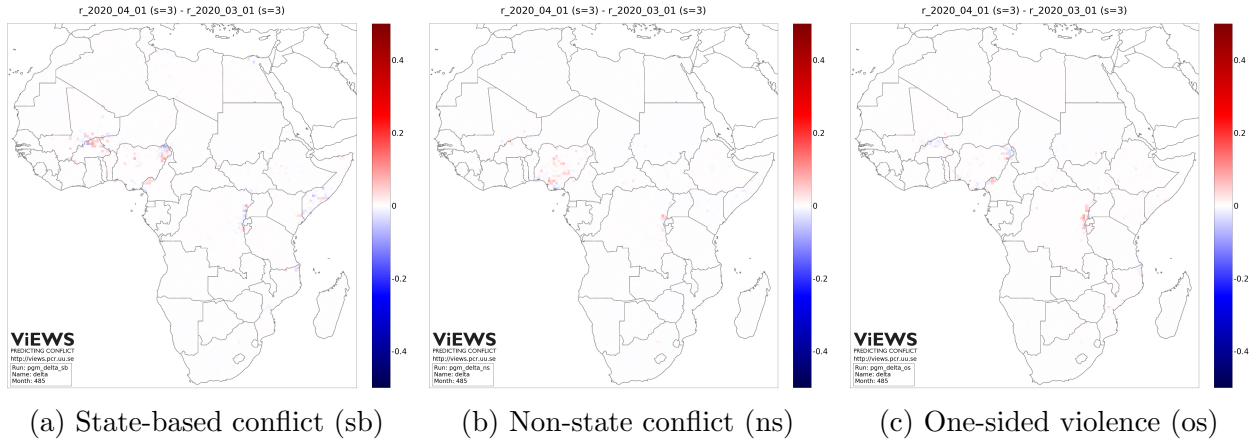 r_2020_04_01 (s=3) - r_2020_03_01 (s=3)
0.4
0.2
0
-0.2
-0.4
ViEWS
PREDICTING CONFLICT
http://views.pcr.uu.se
Run: pgm_delta_sb
Name: delta
Month: 485
(a) State-based conflict (sb)
r_2020_04_01 (s=3) - r_2020_03_01 (s=3)
0.4
0.2
0
-0.2
-0.4
ViEWS
PREDICTING CONFLICT
http://views.pcr.uu.se
Run: pgm_delta_ns
Name: delta
Month: 485
(b) Non-state conflict (ns)
r_2020_04_01 (s=3) - r_2020_03_01 (s=3)
0.4
0.2
0
-0.2
-0.4
ViEWS
PREDICTING CONFLICT
http://views.pcr.uu.se
Run: pgm_delta_os
Name: delta
Month: 485
(c) One-sided violence (os)